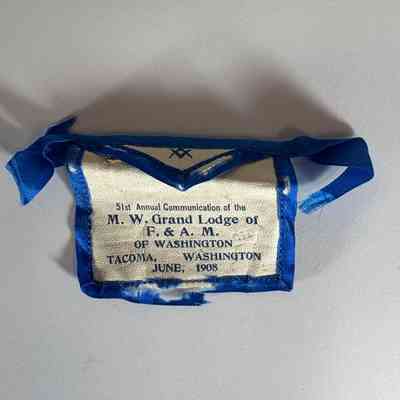 51st Annual Communication of the
M. W. Grand Lodge of
F. & A. M.
OF WASHINGTON
TACOMA, WASHINGTON
JUNE, 1908